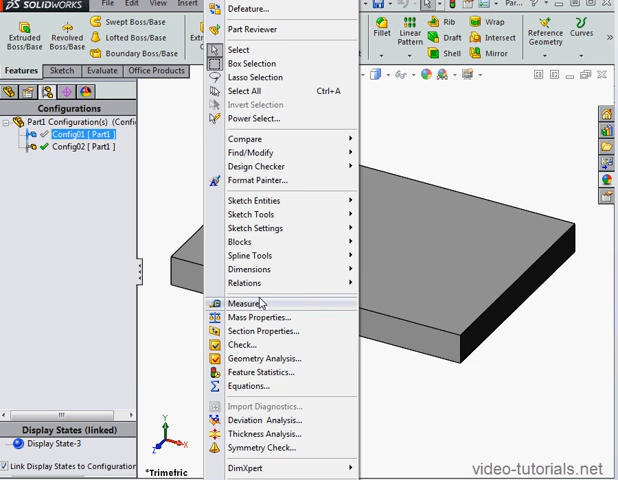 SOLIDWORKS
File
Edit
View
Extruded Boss/Base
Revolved Boss/Base
Swept Boss/Base
Lofted Boss/Base
Boundary Boss/Base
Features
Sketch
Evaluate
Office Products
Configurations
Part1 Configuration(s)
Config01 [ Part1 ]
Config02 [ Part1 ]
Display States (linked)
Display State-3
Link Display States to Configuration
Defeature...
Part Reviewer
Select
Box Selection
Lasso Selection
Select All Ctrl+A
Invert Selection
Power Select...
Compare
Find/Modify
Design Checker
Format Painter...
Sketch Entities
Sketch Tools
Sketch Settings
Blocks
Spline Tools
Dimensions
Relations
Measure
Mass Properties...
Section Properties...
Check...
Geometry Analysis...
Feature Statistics...
Equations...
Import Diagnostics...
Deviation Analysis...
Thickness Analysis...
Symmetry Check...
DimXpert
Fillet
Linear Pattern
Rib
Draft
Shell
Wrap
Intersect
Mirror
Reference Geometry
Curves
Y
X
Z
*Trimetric
video-tutorials.net